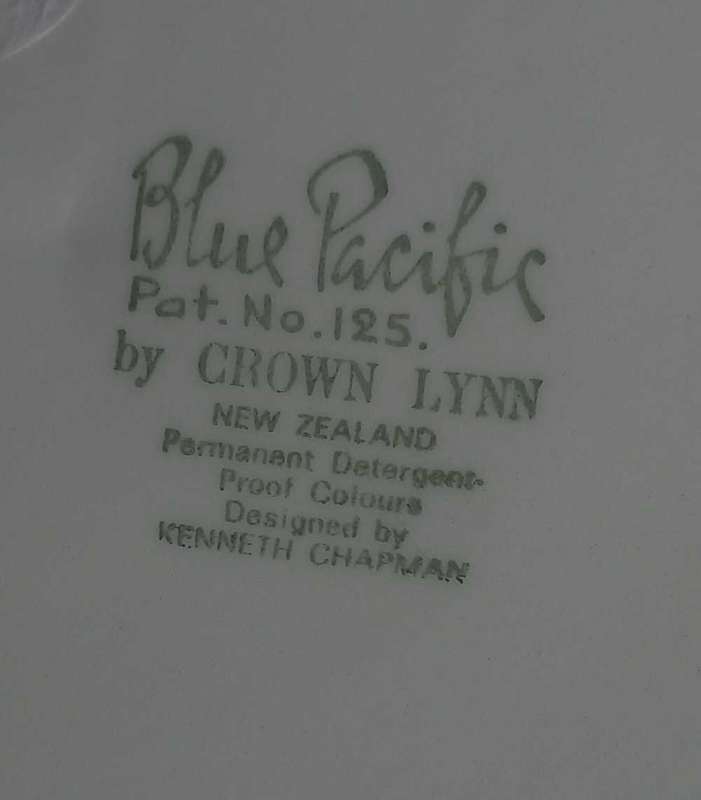 Blue Pacific
Pat. No. 125.
by CROWN LYNN
NEW ZEALAND
Permanent Detergent-
Proof Colours
Designed by
KENNETH CHAPMAN